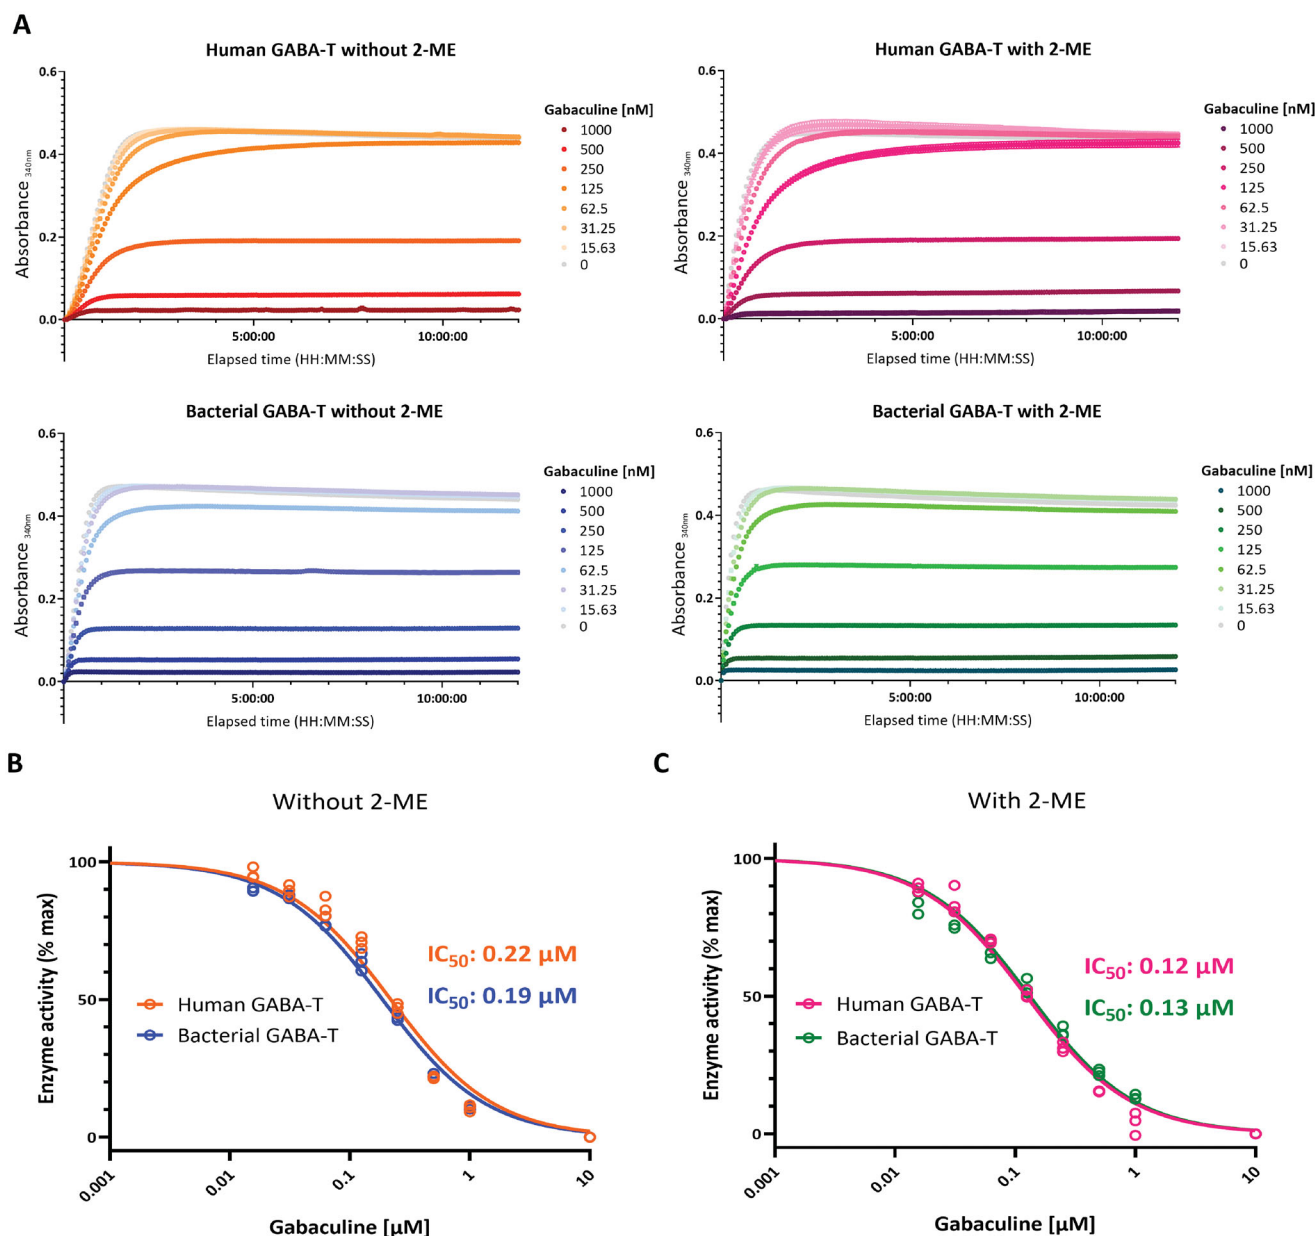 A
Human GABA-T without 2-ME
0.6
0.4
0.2
0.0
Absorbance 340nm
5:00:00
10:00:00
Elapsed time (HH:MM:SS)
Gabaculine [nM]
1000
500
250
125
62.5
31.25
15.63
0
Human GABA-T with 2-ME
0.6
0.4
0.2
0.0
Absorbance 340nm
5:00:00
10:00:00
Elapsed time (HH:MM:SS)
Gabaculine [nM]
1000
500
250
125
62.5
31.25
15.63
0
Bacterial GABA-T without 2-ME
0.6
0.4
0.2
0.0
Absorbance 340nm
5:00:00
10:00:00
Elapsed time (HH:MM:SS)
Gabaculine [nM]
1000
500
250
125
62.5
31.25
15.63
0
Bacterial GABA-T with 2-ME
0.6
0.4
0.2
0.0
Absorbance 340nm
5:00:00
10:00:00
Elapsed time (HH:MM:SS)
Gabaculine [nM]
1000
500
250
125
62.5
31.25
15.63
0
B
Without 2-ME
100
50
0
Enzyme activity (% max)
IC50: 0.22 µM
IC50: 0.19 µM
Human GABA-T
Bacterial GABA-T
0.001
0.01
0.1
1
10
Gabaculine [µM]
C
With 2-ME
100
50
0
Enzyme activity (% max)
IC50: 0.12 µM
IC50: 0.13 µM
Human GABA-T
Bacterial GABA-T
0.001
0.01
0.1
1
10
Gabaculine [µM]